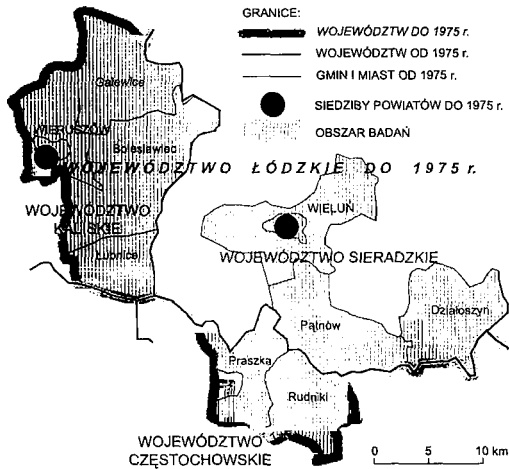 GRANICE:
WOJEWÓDZTW DO 1975 r.
WOJEWÓDZTW OD 1975 r.
GMIN I MIAST OD 1975 r.
SIEDZIBY POWIATÓW DO 1975 r.
OBSZAR BADAŃ
Galewice
WIERUSZÓW
Bolesławiec
WOJEWÓDZTWO ŁÓDZKIE DO 1975 r.
WOJEWÓDZTWO
KALISKIE
WIELUŃ
Łubnice
WOJEWÓDZTWO SIERADZKIE
Działoszyn
Pątnów
Praszka
Rudniki
WOJEWÓDZTWO
CZĘSTOCHOWSKIE
0 5 10 km